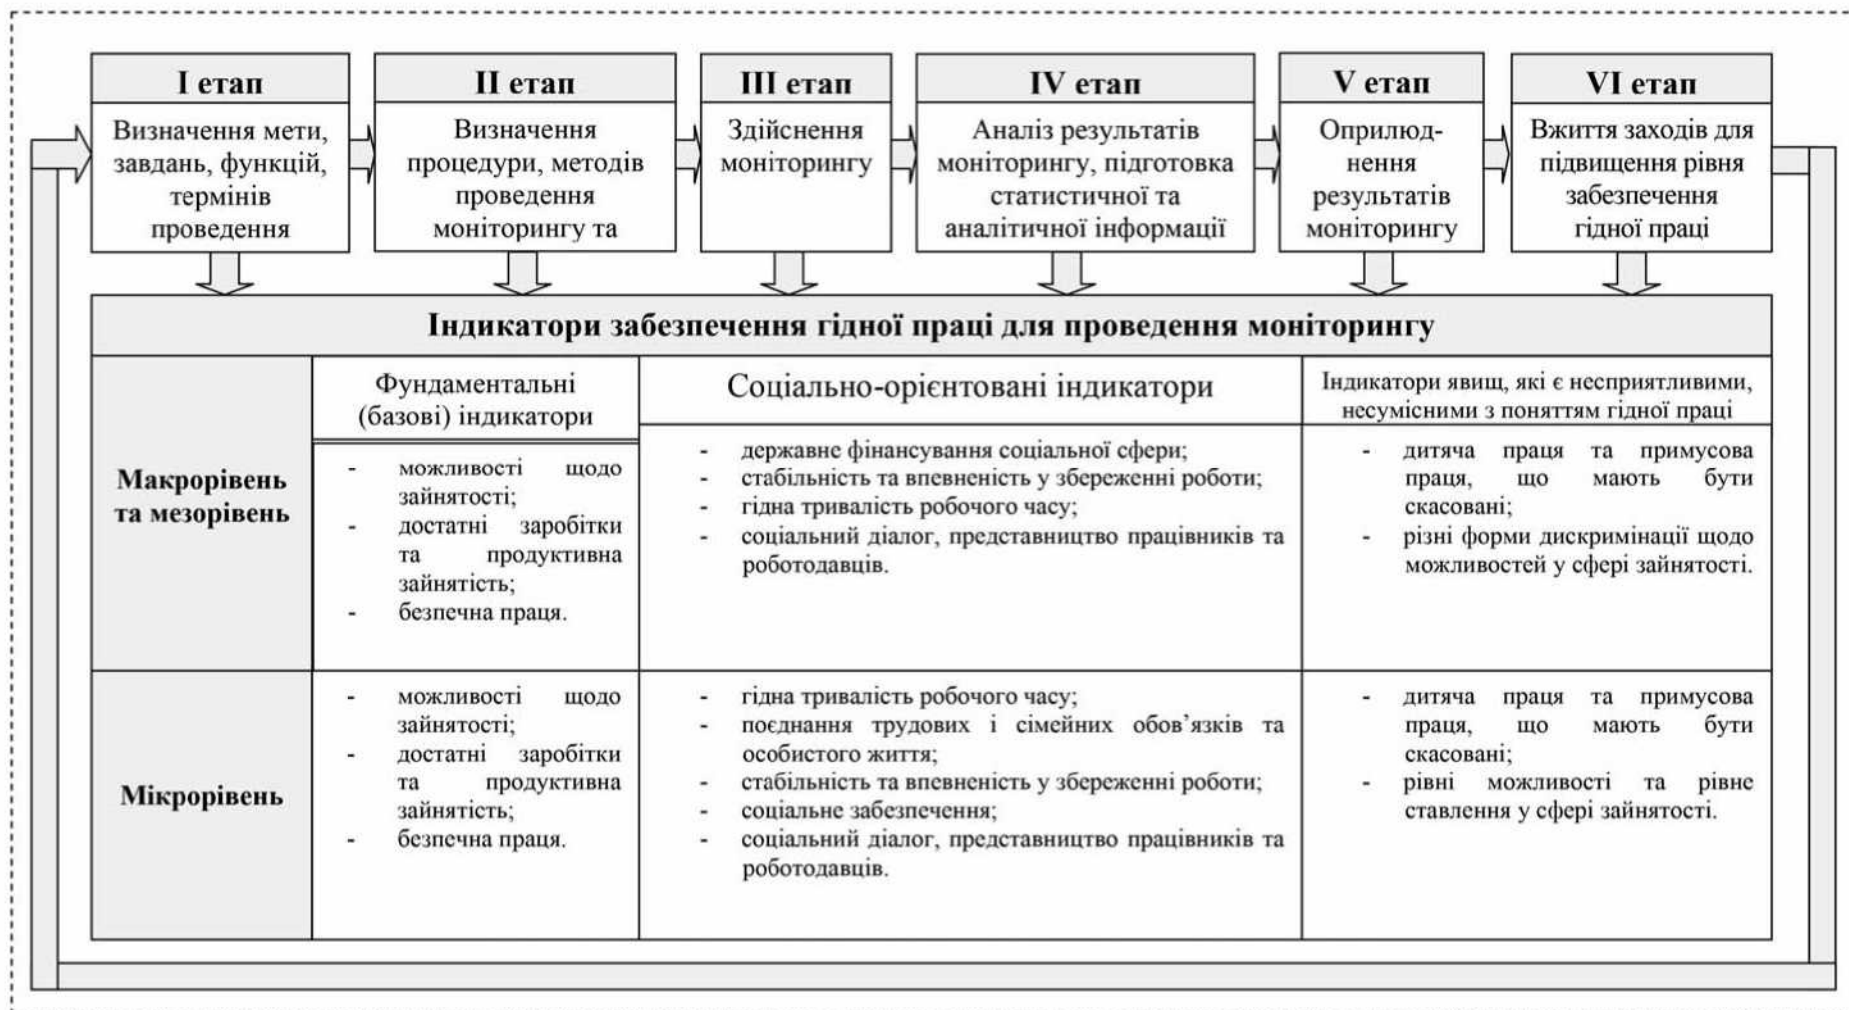 I етап
Визначення мети,
завдань, функцій,
термінів
проведення
II етап
Визначення
процедури, методів
проведення
моніторингу та
III етап
Здійснення
моніторингу
IV етап
Аналіз результатів
моніторингу, підготовка
статистичної та
аналітичної інформації
V етап
Оприлюд-
нення
результатів
моніторингу
VI етап
Вжиття заходів для
підвищення рівня
забезпечення
гідної праці
Індикатори забезпечення гідної праці для проведення моніторингу
Фундаментальні
(базові) індикатори
Соціально-орієнтовані індикатори
Індикатори явищ, які є несприятливими,
несумісними з поняттям гідної праці
Макрорівень
та мезорівень
- можливості щодо
зайнятості;
- достатні заробітки
та продуктивна
зайнятість;
- безпечна праця.
- державне фінансування соціальної сфери;
- стабільність та впевненість у збереженні роботи;
- гідна тривалість робочого часу;
- соціальний діалог, представництво працівників та
роботодавців.
- дитяча праця та примусова
праця, що мають бути
скасовані;
- різні форми дискримінації щодо
можливостей у сфері зайнятості.
Мікрорівень
- можливості щодо
зайнятості;
- достатні заробітки
та продуктивна
зайнятість;
- безпечна праця.
- гідна тривалість робочого часу;
- поєднання трудових і сімейних обов’язків та
особистого життя;
- стабільність та впевненість у збереженні роботи;
- соціальне забезпечення;
- соціальний діалог, представництво працівників та
роботодавців.
- дитяча праця та примусова
праця, що мають бути
скасовані;
- рівні можливості та рівне
ставлення у сфері зайнятості.